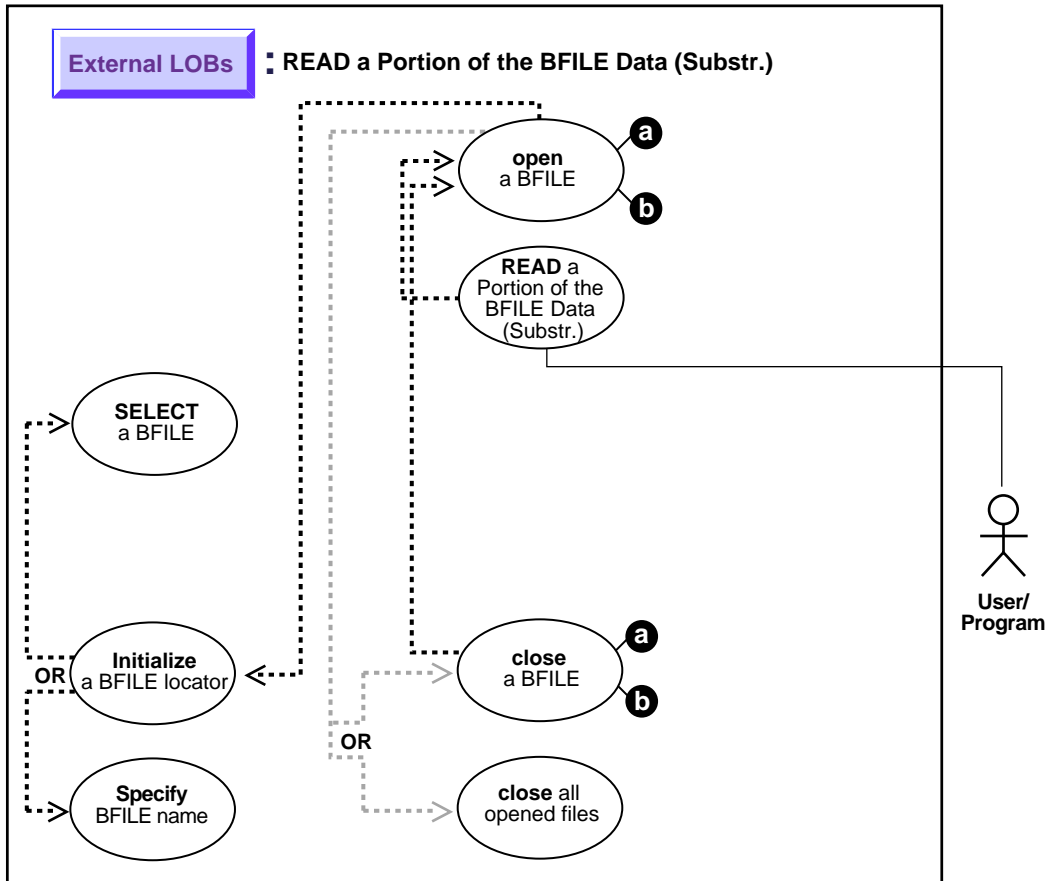 External LOBs : READ a Portion of the BFILE Data (Substr.)
open
a BFILE
a
b
READ a
Portion of the
BFILE Data
(Substr.)
SELECT
a BFILE
User/
Program
OR
Initialize
a BFILE locator
close
a BFILE
a
b
OR
Specify
BFILE name
close all
opened files